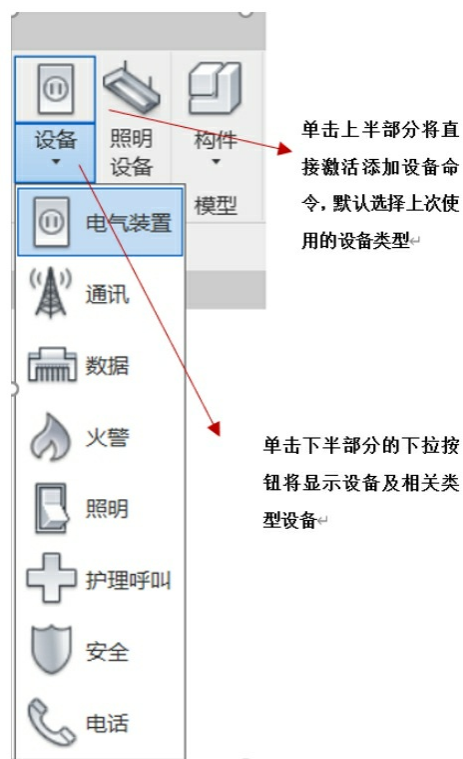 设备
照明
设备
构件
模型
电气装置
通讯
数据
火警
照明
护理呼叫
安全
电话
单击上半部分将直
接激活添加设备命
令，默认选择上次使
用的设备类型↵
单击下半部分的下拉按
钮将显示设备及相关类
型设备↵